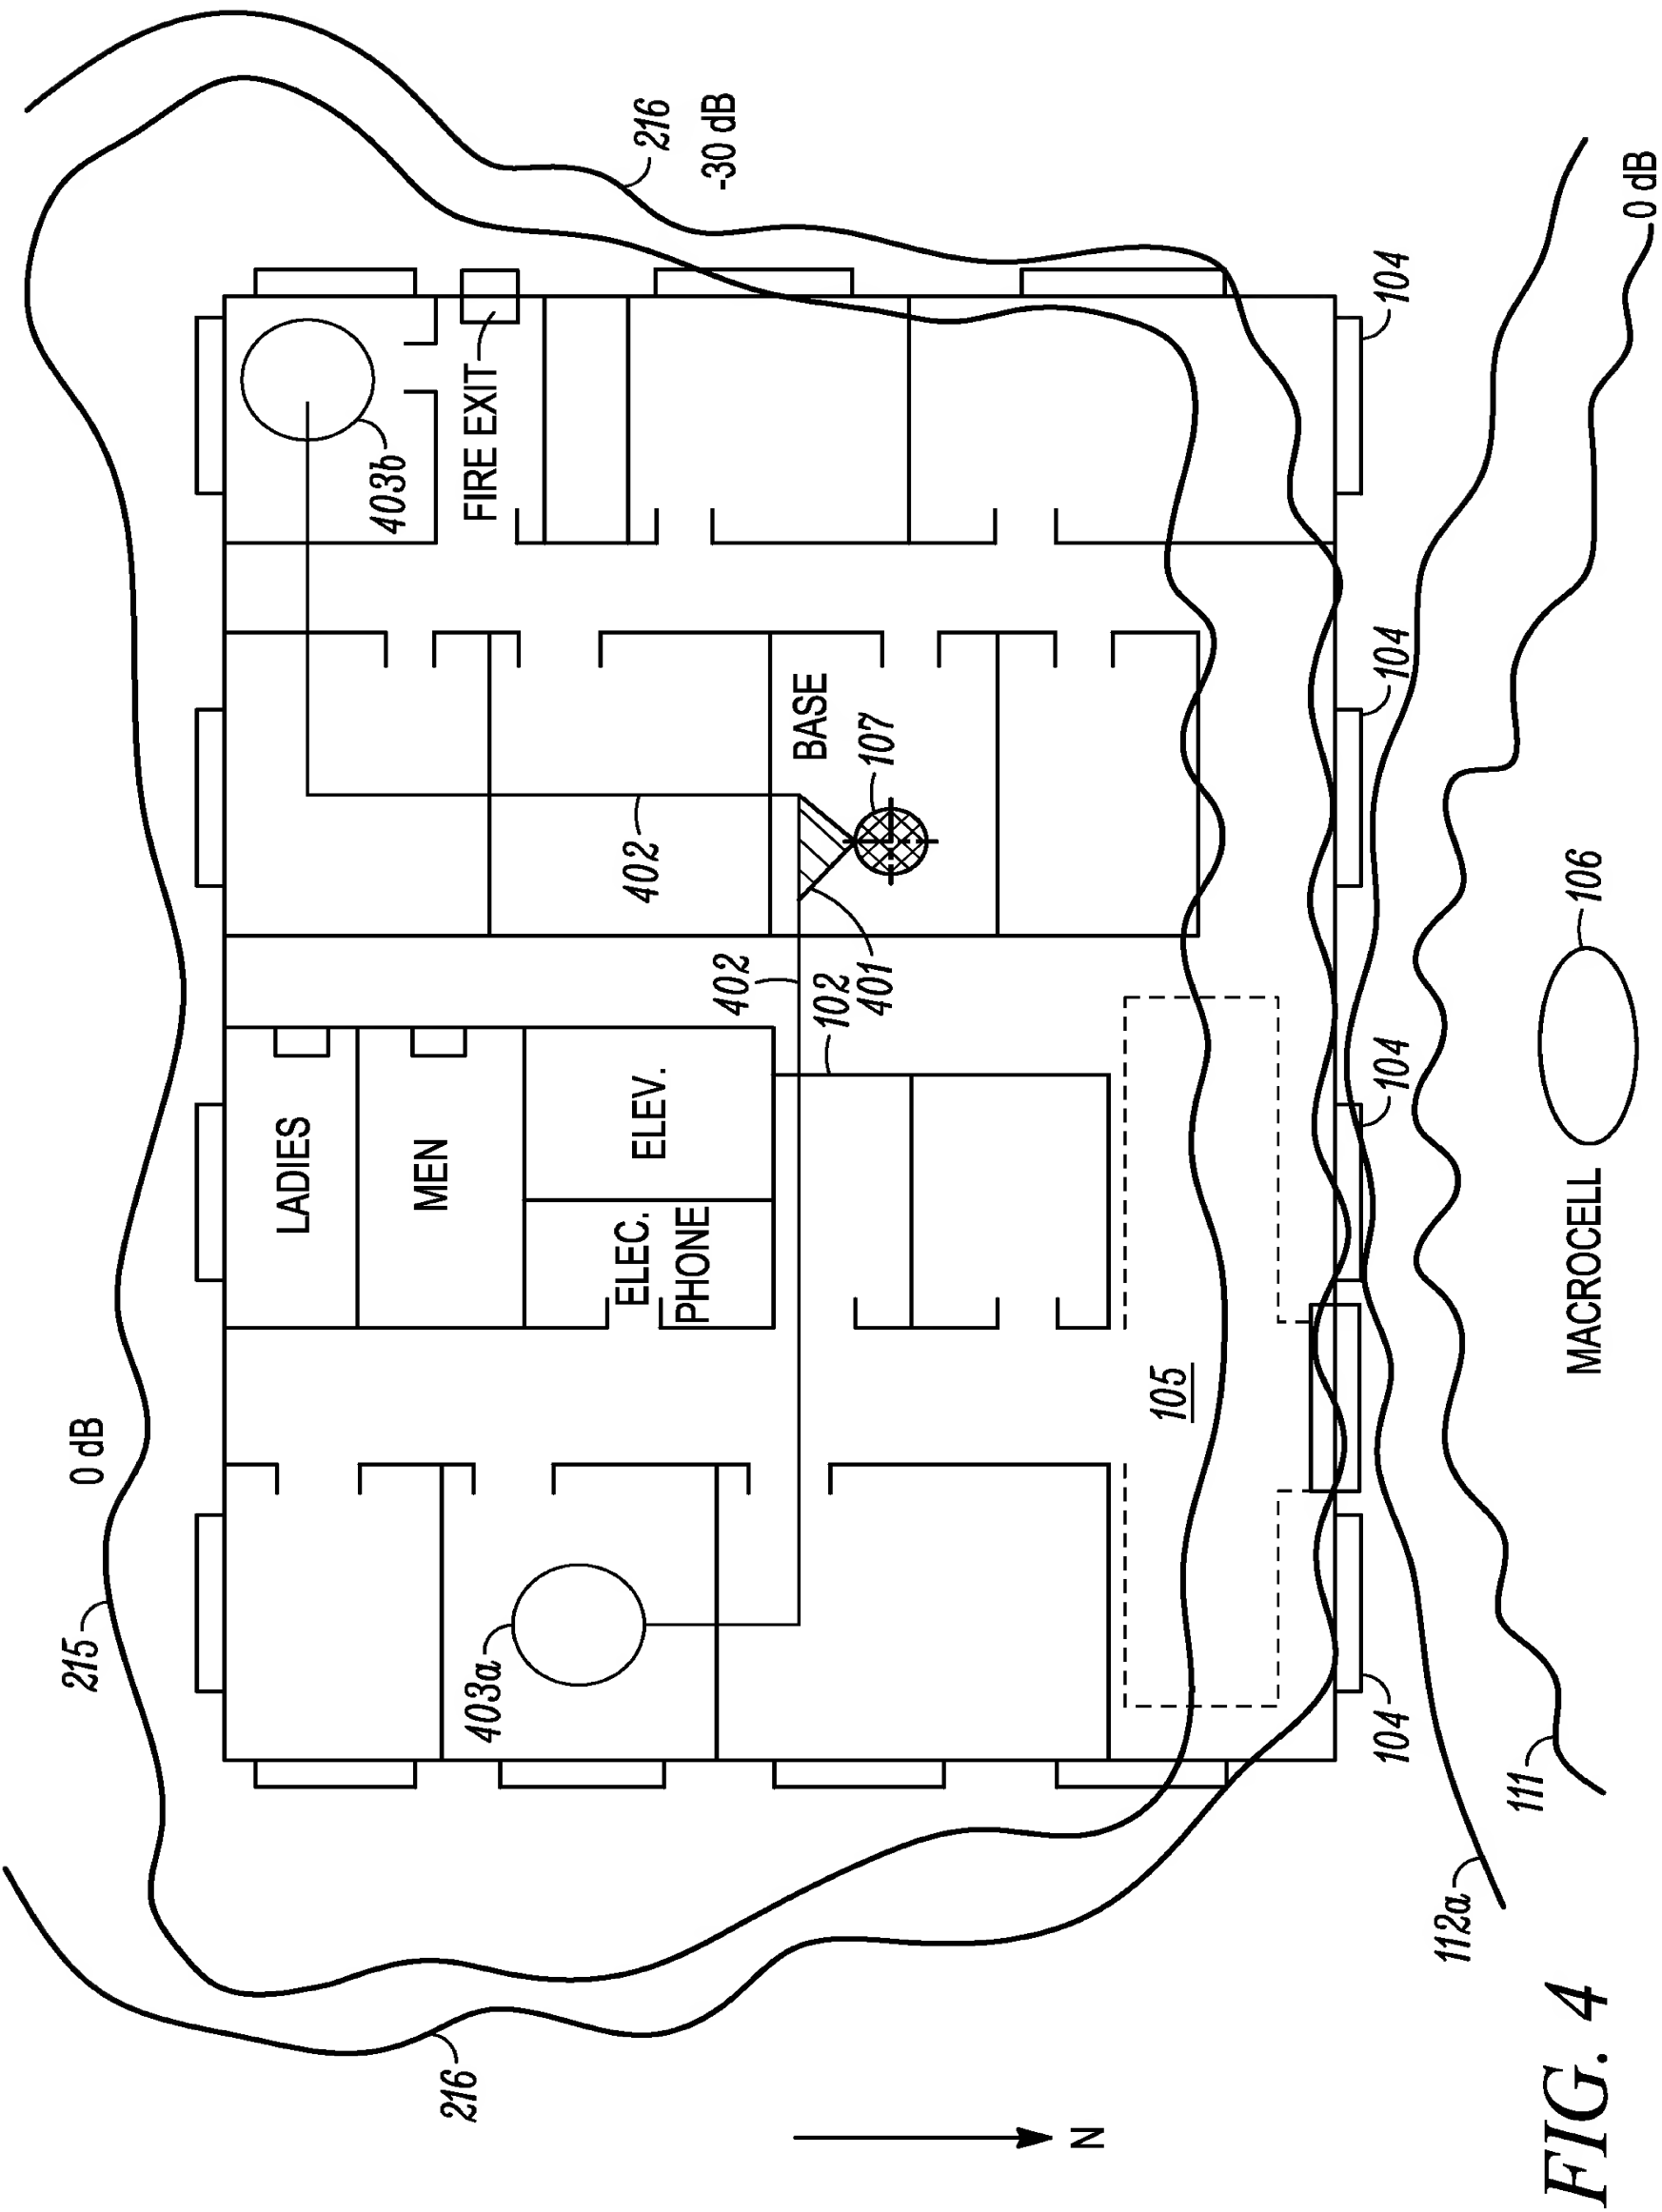 0 dB
215
216
LADIES
MEN
ELEC.
PHONE
ELEV.
403a
403b
FIRE EXIT
402
402
102
401
BASE
107
105
216
-30 dB
104
104
104
104
0 dB
111
112a
MACROCELL
106
N
FIG. 4